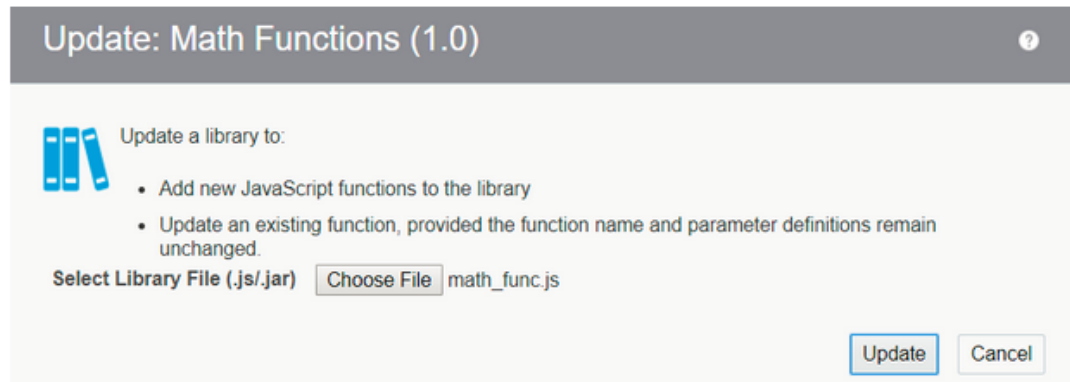 Update: Math Functions (1.0)
?
Update a library to:
• Add new JavaScript functions to the library
• Update an existing function, provided the function name and parameter definitions remain
unchanged.
Select Library File (.js/.jar) Choose File math_func.js
Update Cancel